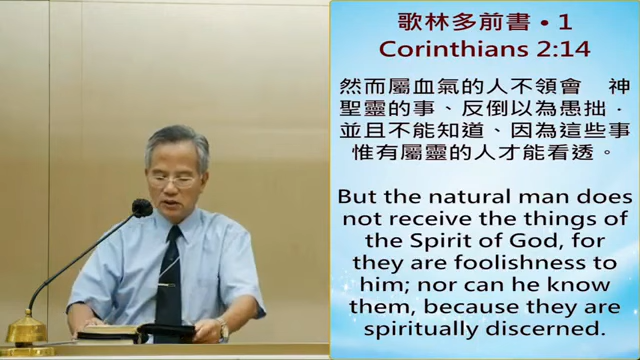 歌林多前書 • 1
Corinthians 2:14
然而屬血氣的人不領會　神
聖靈的事、反倒以為愚拙．
並且不能知道、因為這些事
惟有屬靈的人才能看透。
But the natural man does
not receive the things of
the Spirit of God, for
they are foolishness to
him; nor can he know
them, because they are
spiritually discerned.